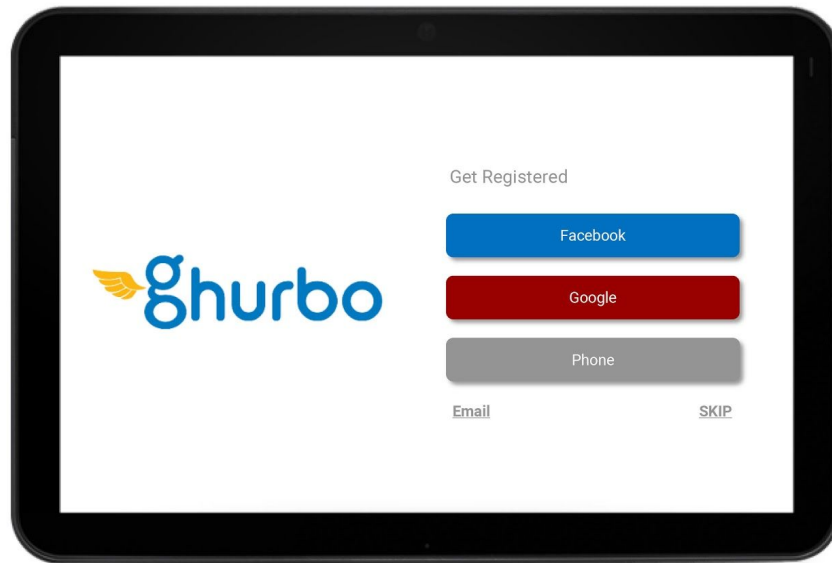 ghurbo
Get Registered
Facebook
Google
Phone
Email
SKIP